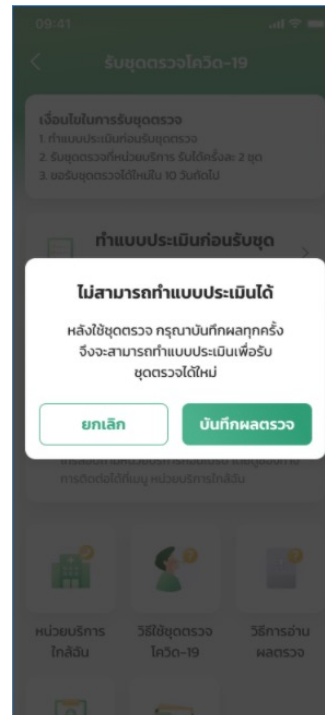 09:41
รับชุดตรวจโควิด-19
เงื่อนไขในการรับชุดตรวจ
1. ทำแบบประเมินก่อนรับชุดตรวจ
2. รับชุดตรวจที่หน่วยบริการ รับได้ครั้งละ 2 ชุด
3. ขอรับชุดตรวจได้ใหม่ใน 10 วันถัดไป
ทำแบบประเมินก่อนรับชุด
ไม่สามารถทำแบบประเมินได้
หลังใช้ชุดตรวจ กรุณาบันทึกผลทุกครั้ง
จึงจะสามารถทำแบบประเมินเพื่อรับ
ชุดตรวจได้ใหม่
ยกเลิก
บันทึกผลตรวจ
การติดต่อได้ที่เมนู หน่วยบริการใกล้ฉัน
หน่วยบริการ
ใกล้ฉัน
วิธีใช้ชุดตรวจ
โควิด-19
วิธีการอ่าน
ผลตรวจ